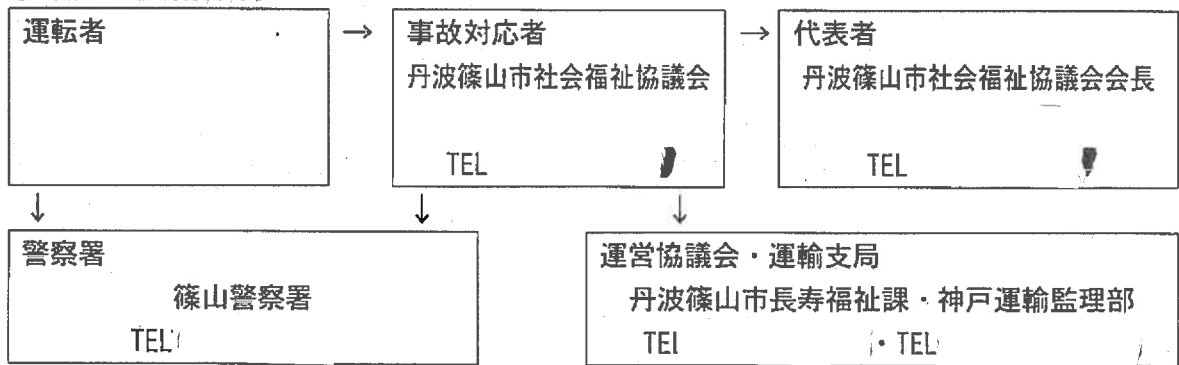 運転者 → 事故対応者 → 代表者
丹波篠山市社会福祉協議会 丹波篠山市社会福祉協議会会長
TEL TEL
↓ ↓ ↓
警察署 運営協議会・運輸支局
篠山警察署 丹波篠山市長寿福祉課・神戸運輸監理部
TEL TEL ・TEL